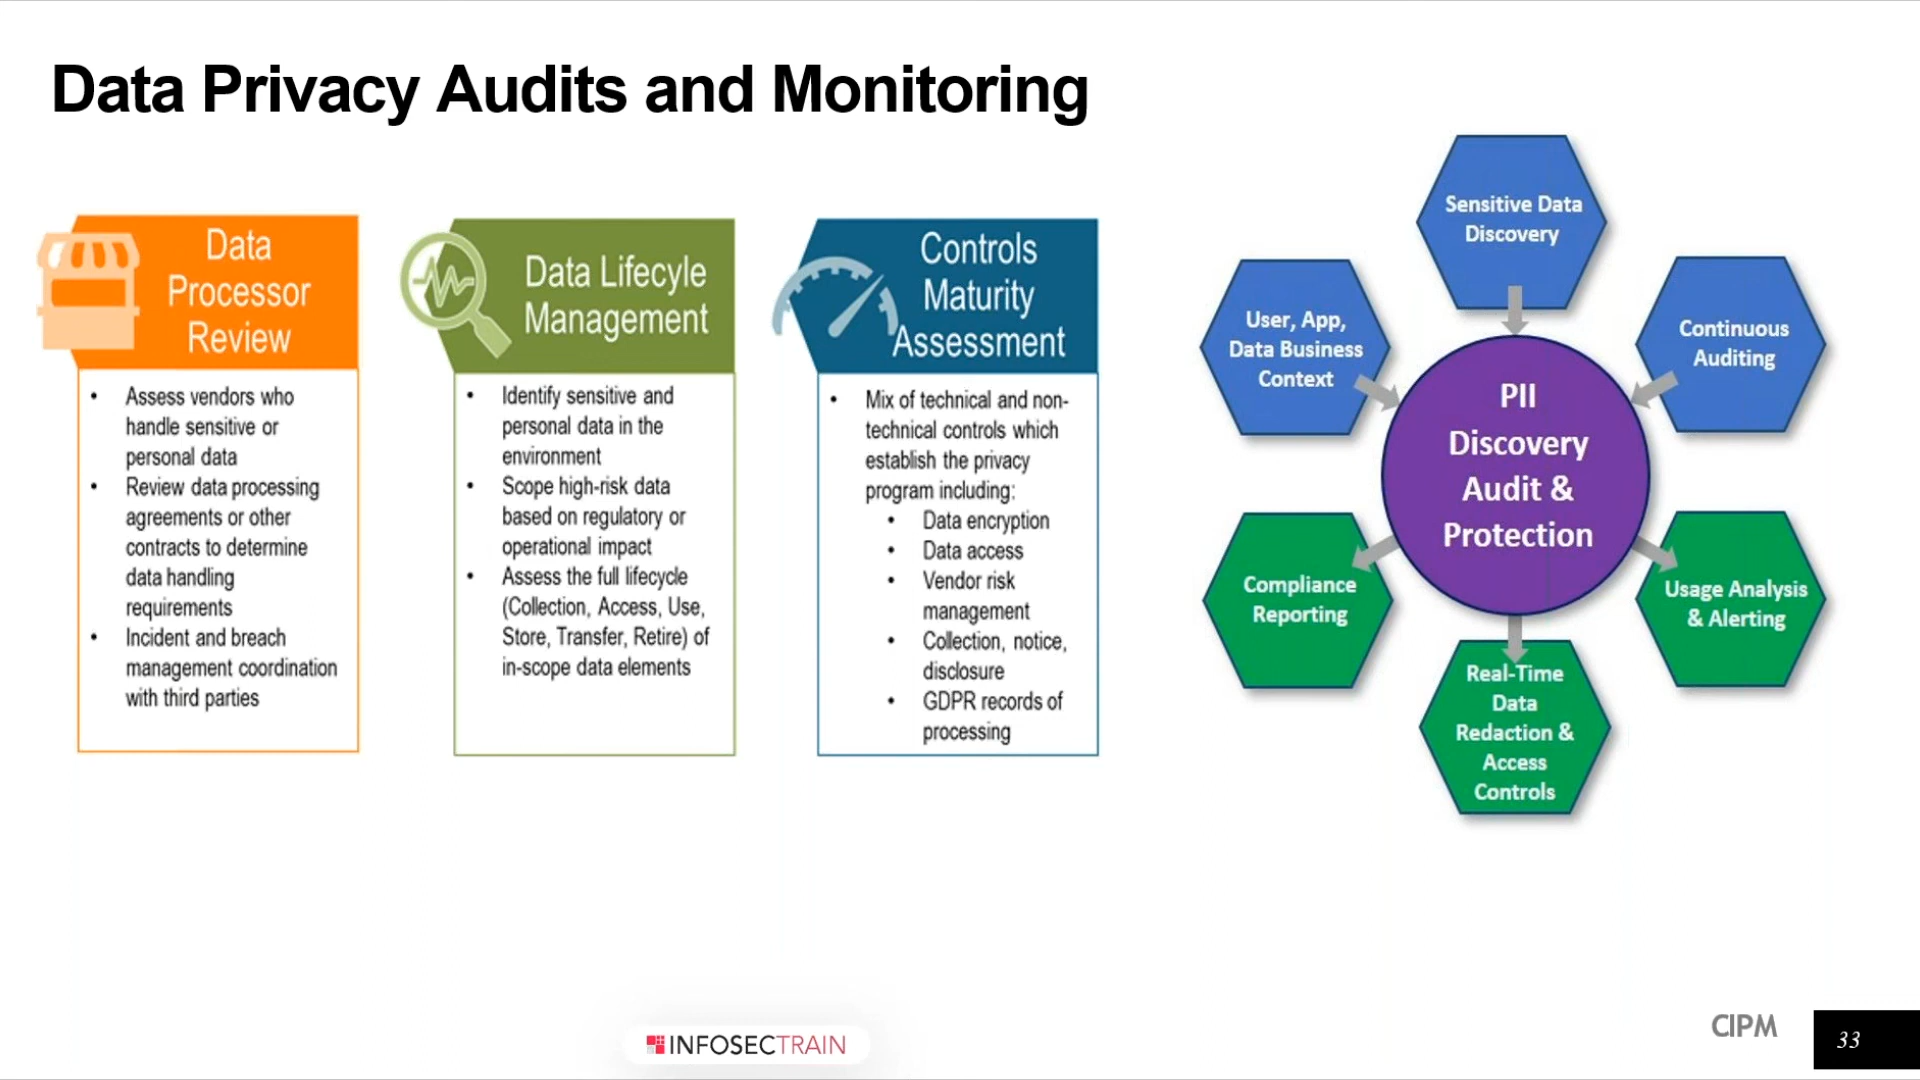 Data Privacy Audits and Monitoring
Data
Processor
Review
• Assess vendors who
handle sensitive or
personal data
• Review data processing
agreements or other
contracts to determine
data handling
requirements
• Incident and breach
management coordination
with third parties
Data Lifecyle
Management
• Identify sensitive and
personal data in the
environment
• Scope high-risk data
based on regulatory or
operational impact
• Assess the full lifecycle
(Collection, Access, Use,
Store, Transfer, Retire) of
in-scope data elements
Controls
Maturity
Assessment
• Mix of technical and non-
technical controls which
establish the privacy
program including:
• Data encryption
• Data access
• Vendor risk
management
• Collection, notice,
disclosure
• GDPR records of
processing
Sensitive Data
Discovery
User, App,
Data Business
Context
Continuous
Auditing
PII
Discovery
Audit &
Protection
Compliance
Reporting
Usage Analysis
& Alerting
Real-Time
Data
Redaction &
Access
Controls
INFOSECTRAIN
CIPM
33